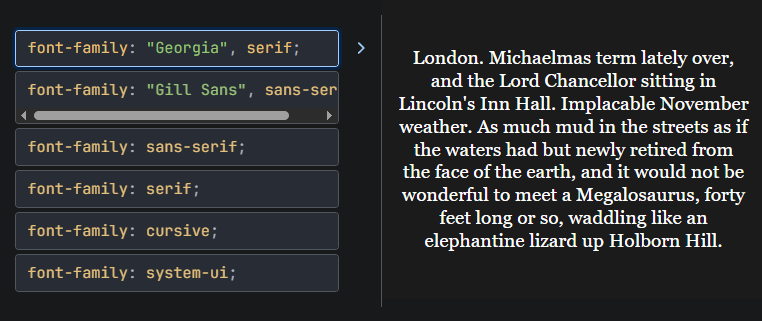 font-family: "Georgia", serif;
font-family: "Gill Sans", sans-ser
font-family: sans-serif;
font-family: serif;
font-family: cursive;
font-family: system-ui;
London. Michaelmas term lately over,
and the Lord Chancellor sitting in
Lincoln's Inn Hall. Implacable November
weather. As much mud in the streets as if
the waters had but newly retired from
the face of the earth, and it would not be
wonderful to meet a Megalosaurus, forty
feet long or so, waddling like an
elephantine lizard up Holborn Hill.